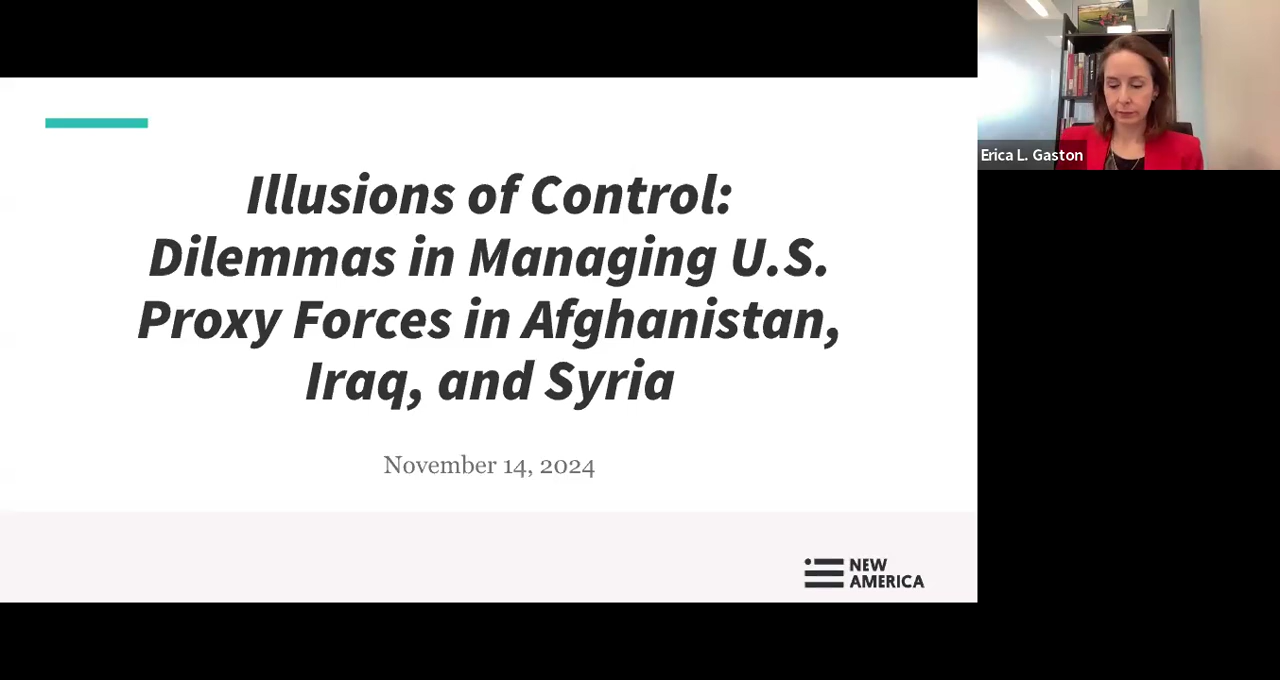 Illusions of Control:
Dilemmas in Managing U.S.
Proxy Forces in Afghanistan,
Iraq, and Syria
November 14, 2024
NEW
AMERICA
Erica L. Gaston